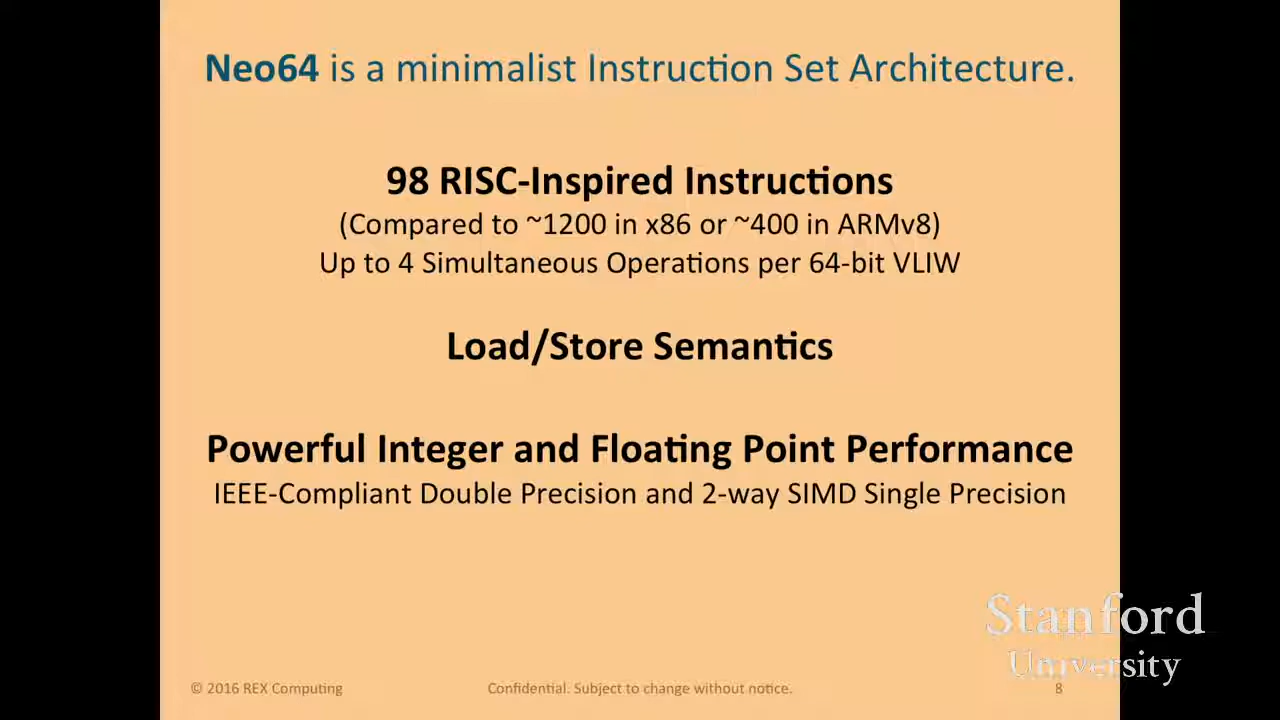 Neo64 is a minimalist Instruction Set Architecture.
98 RISC-Inspired Instructions
(Compared to ~1200 in x86 or ~400 in ARMv8)
Up to 4 Simultaneous Operations per 64-bit VLIW
Load/Store Semantics
Powerful Integer and Floating Point Performance
IEEE-Compliant Double Precision and 2-way SIMD Single Precision
Stanford
University
© 2016 REX Computing
Confidential. Subject to change without notice.
8